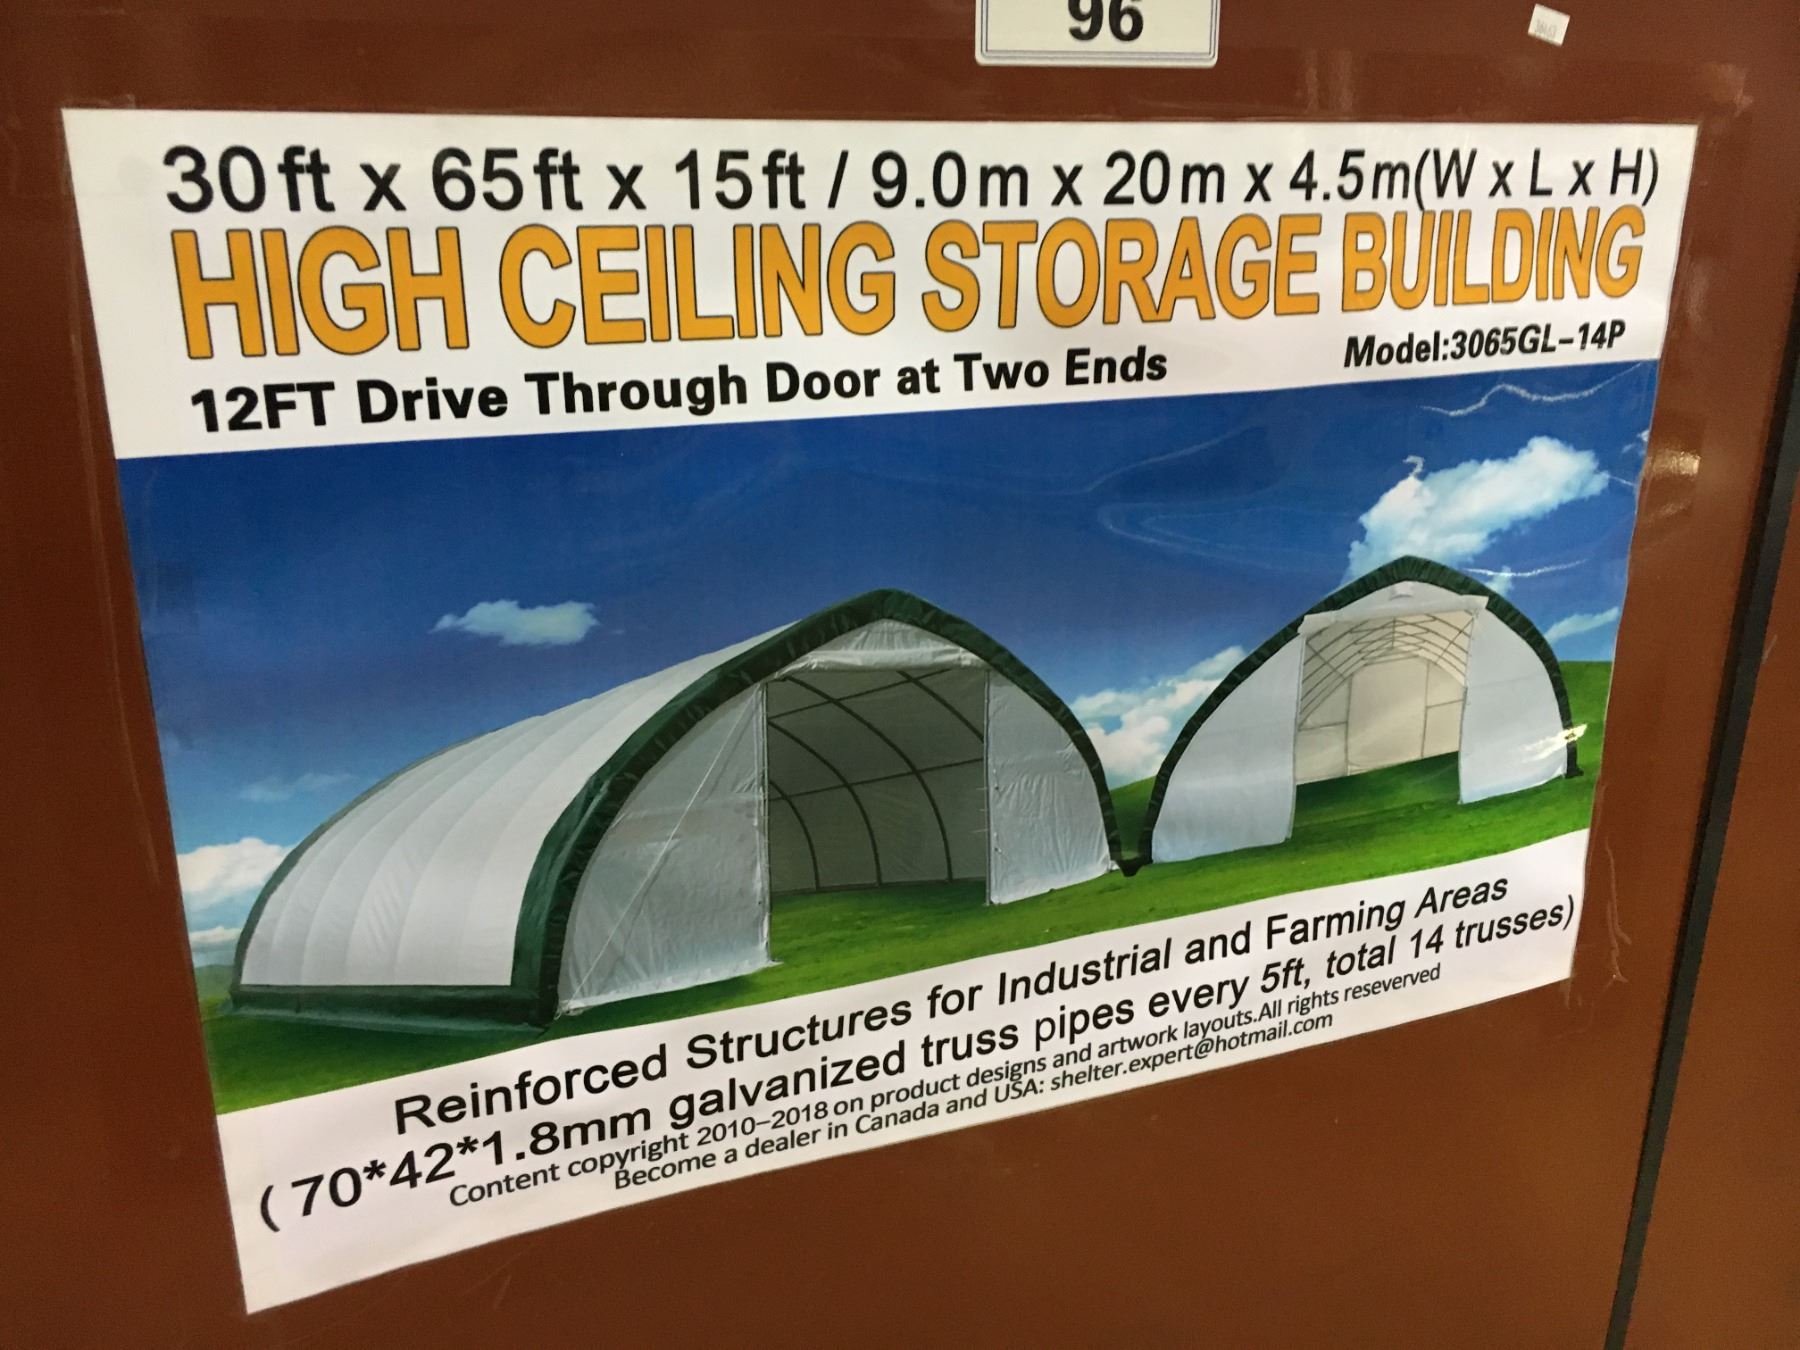 96
30ft x 65ft x 15ft / 9.0m x 20m x 4.5m(W x L x H)
HIGH CEILING STORAGE BUILDING
Model:3065GL-14P
12FT Drive Through Door at Two Ends
Reinforced Structures for Industrial and Farming Areas
(70*42*1.8mm galvanized truss pipes every 5ft, total 14 trusses)
Content copyright 2010-2018 on product designs and artwork layouts.All rights reseverved
Become a dealer in Canada and USA: shelter.expert@hotmail.com